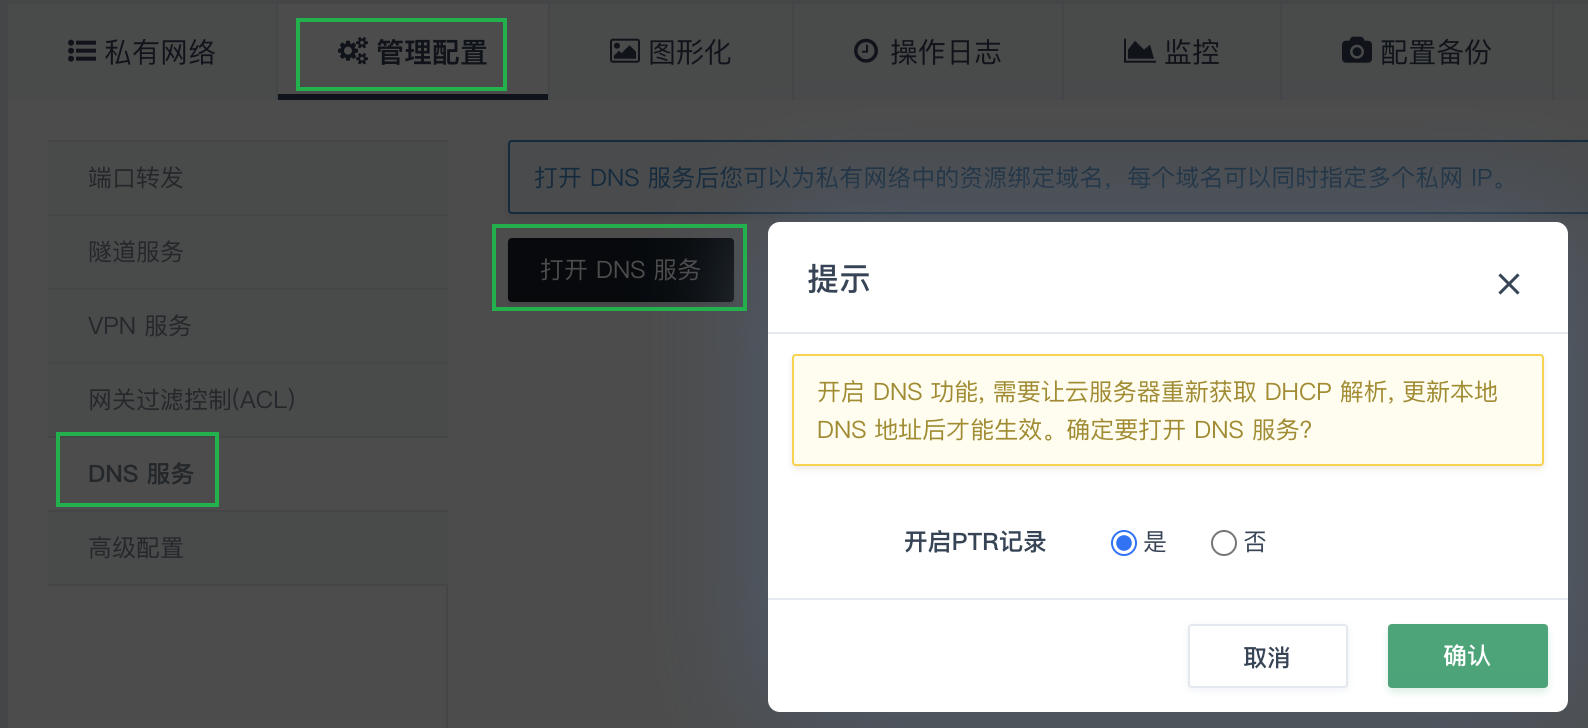 私有网络
管理配置
图形化
操作日志
监控
配置备份
端口转发
隧道服务
VPN 服务
网关过滤控制(ACL)
DNS 服务
高级配置
打开 DNS 服务后您可以为私有网络中的资源绑定域名，每个域名可以同时指定多个私网 IP。
打开 DNS 服务
提示
开启 DNS 功能, 需要让云服务器重新获取 DHCP 解析, 更新本地
DNS 地址后才能生效。确定要打开 DNS 服务?
开启PTR记录 是 否
取消 确认